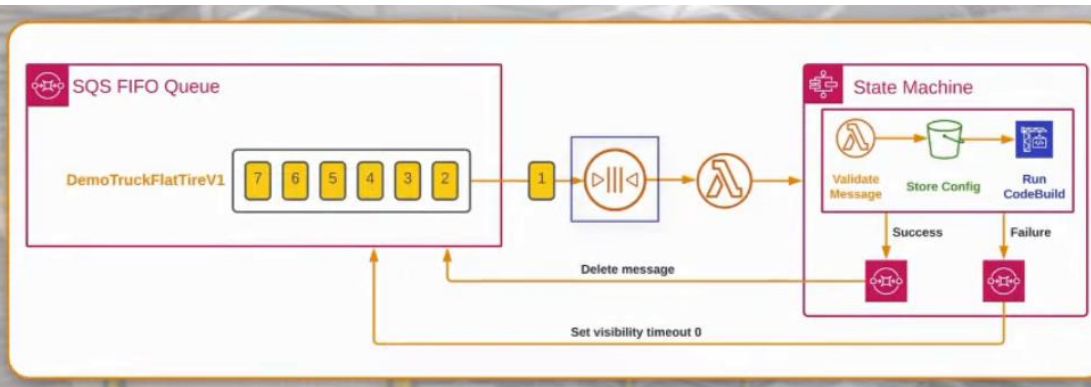 SQS FIFO Queue
DemoTruckFlatTireV1
7 6 5 4 3 2
1
State Machine
Validate
Message
Store Config
Run
CodeBuild
Success
Failure
Delete message
Set visibility timeout 0